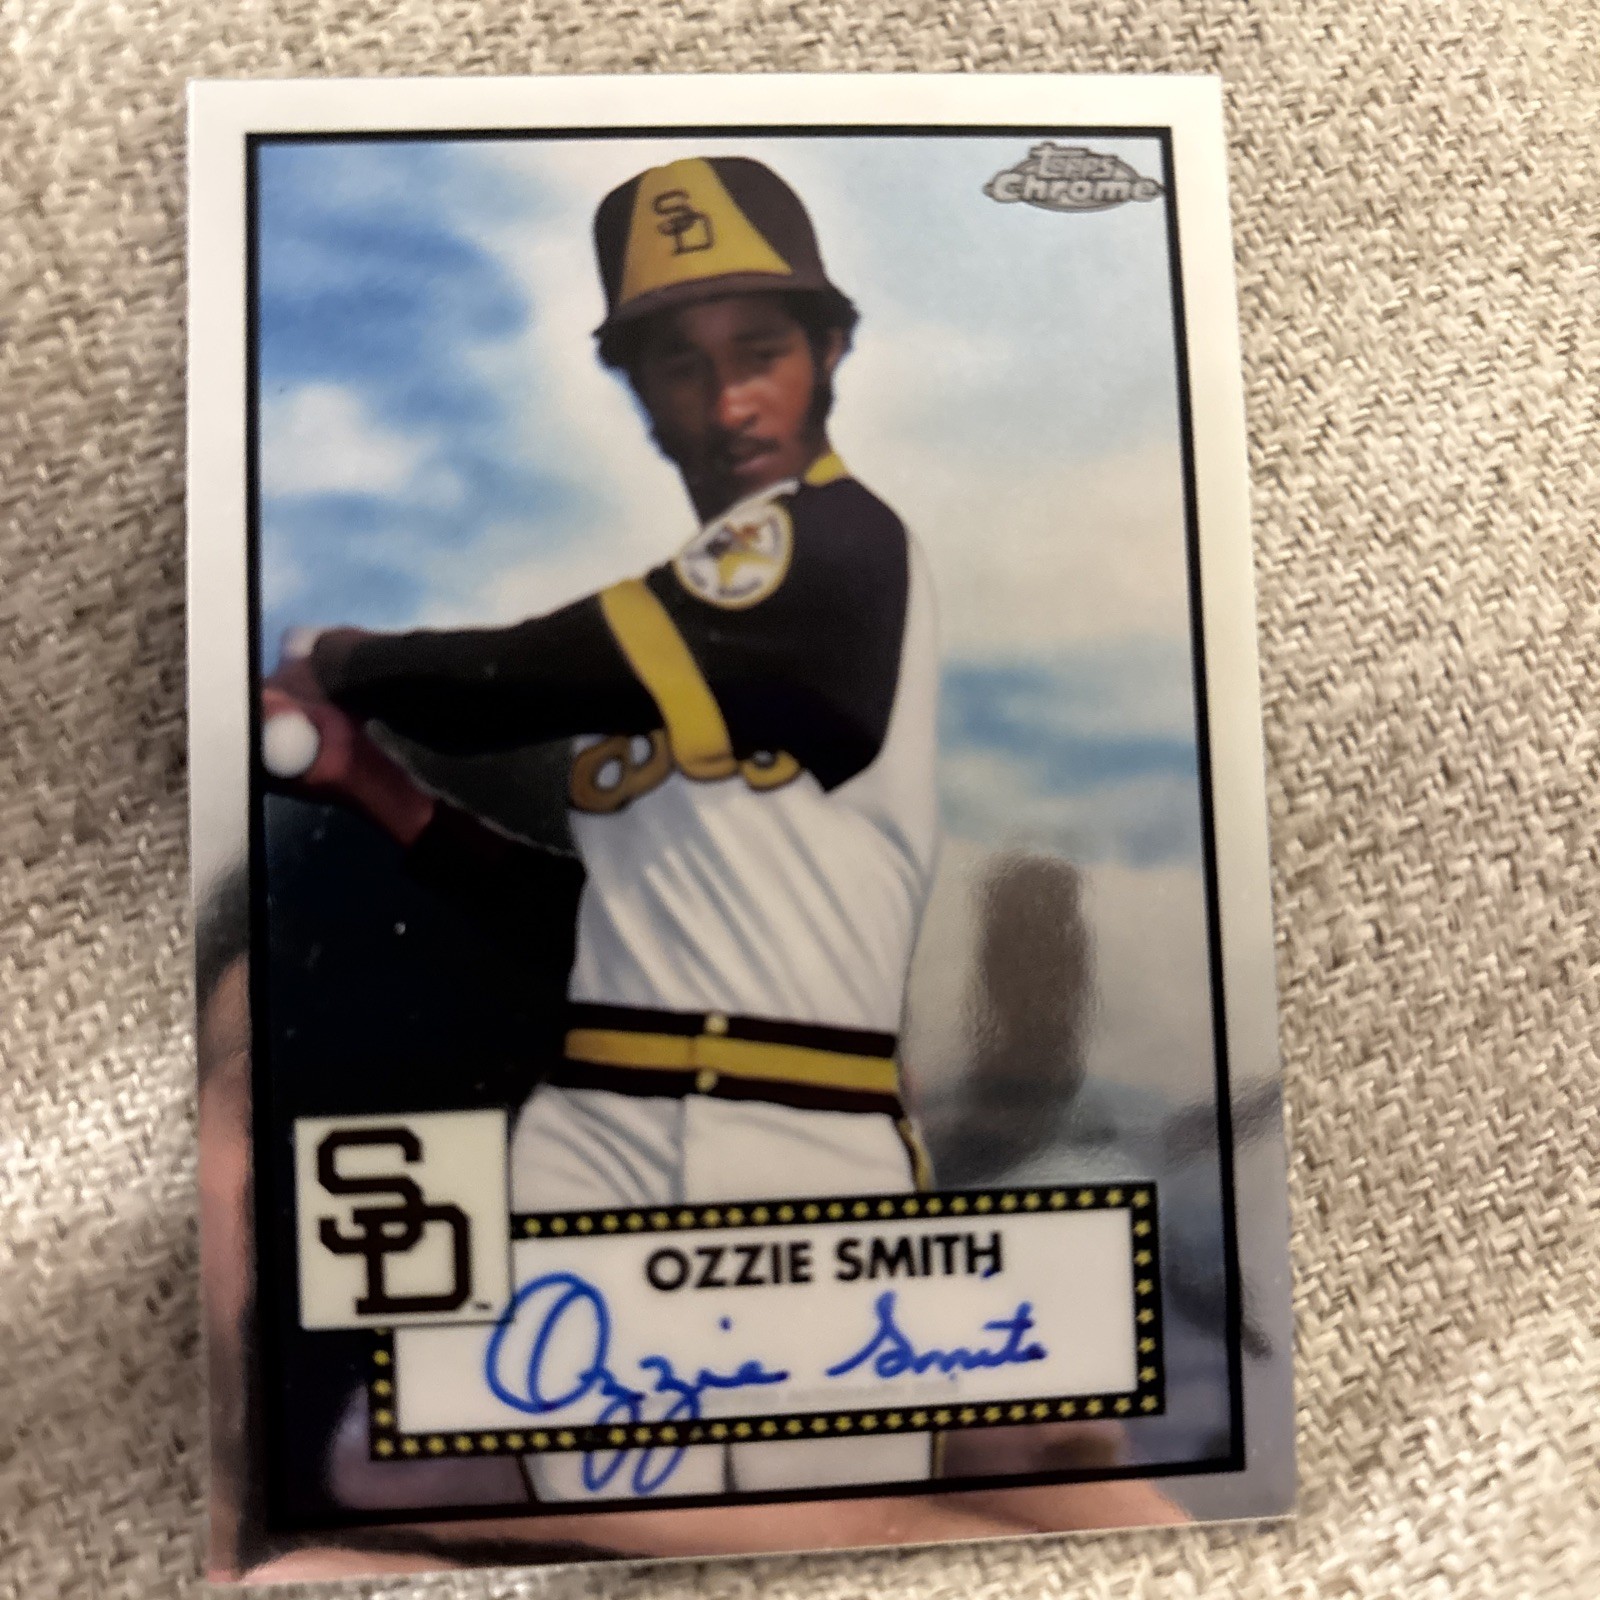 Topps
Chrome
SD
SD
OZZIE SMITH
Ozzie Smith